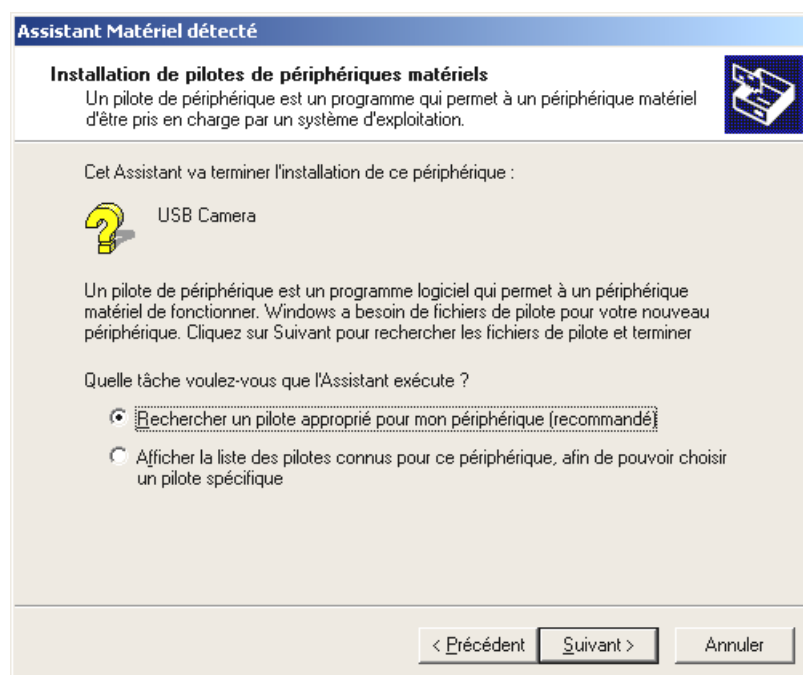 Assistant Matériel détecté
Installation de pilotes de périphériques matériels
Un pilote de périphérique est un programme qui permet à un périphérique matériel
d'être pris en charge par un système d'exploitation.
Cet Assistant va terminer l'installation de ce périphérique :
USB Camera
Un pilote de périphérique est un programme logiciel qui permet à un périphérique
matériel de fonctionner. Windows a besoin de fichiers de pilote pour votre nouveau
périphérique. Cliquez sur Suivant pour rechercher les fichiers de pilote et terminer
Quelle tâche voulez-vous que l'Assistant exécute ?
Rechercher un pilote approprié pour mon périphérique (recommandé)
Afficher la liste des pilotes connus pour ce périphérique, afin de pouvoir choisir
un pilote spécifique
< Précédent Suivant > Annuler